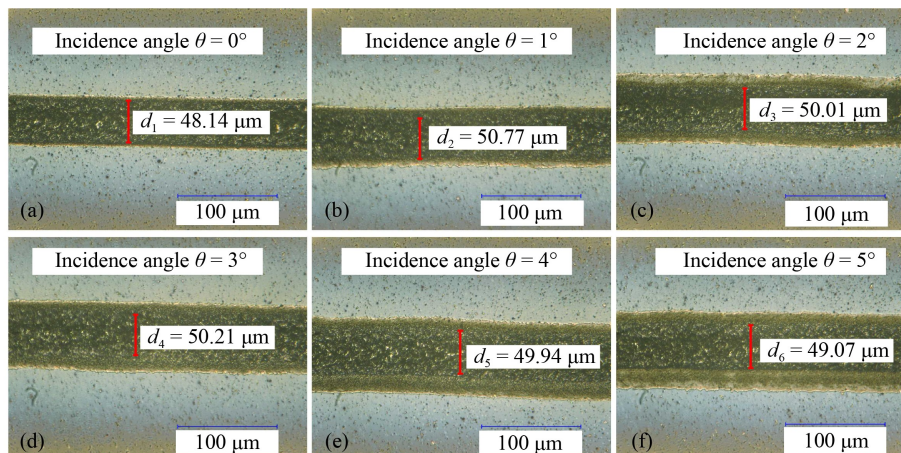 Incidence angle θ = 0°
d₁ = 48.14 μm
100 μm
(a)
Incidence angle θ = 1°
d₂ = 50.77 μm
100 μm
(b)
Incidence angle θ = 2°
d₃ = 50.01 μm
100 μm
(c)
Incidence angle θ = 3°
d₄ = 50.21 μm
100 μm
(d)
Incidence angle θ = 4°
d₅ = 49.94 μm
100 μm
(e)
Incidence angle θ = 5°
d₆ = 49.07 μm
100 μm
(f)